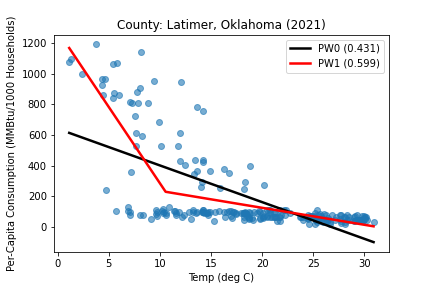 County: Latimer, Oklahoma (2021)
Per-Capita Consumption (MMBtu/1000 Households)
1200
1000
800
600
400
200
0
PW0 (0.431)
PW1 (0.599)
0 5 10 15 20 25 30
Temp (deg C)